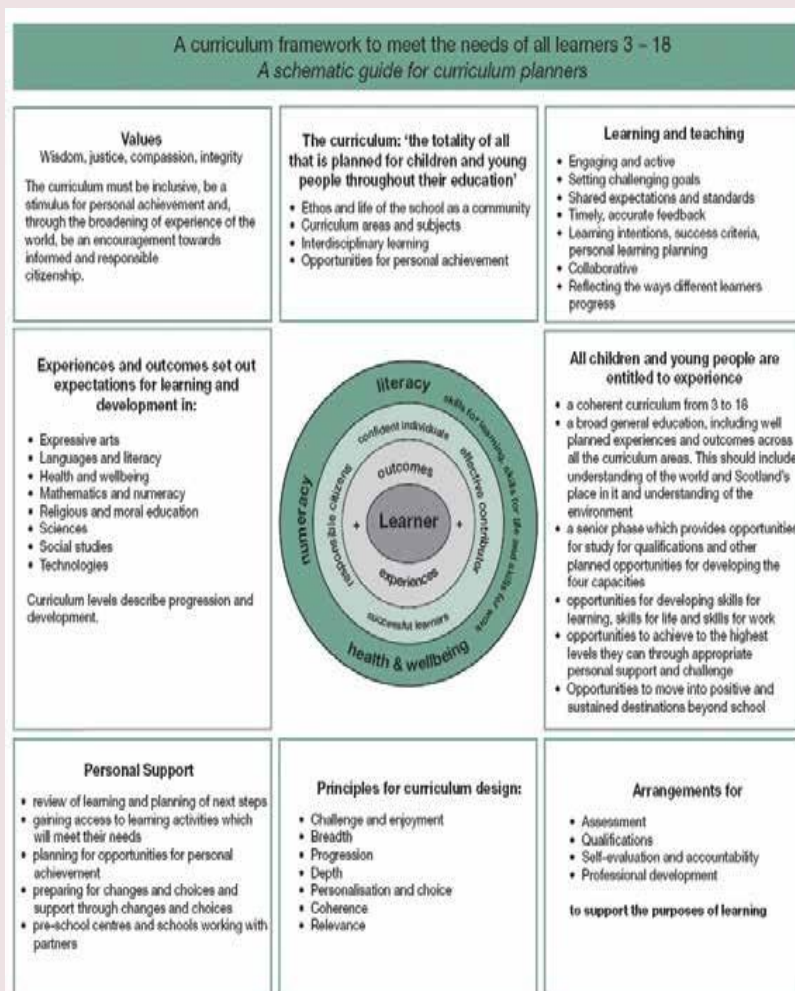 A curriculum framework to meet the needs of all learners 3 – 18
A schematic guide for curriculum planners
Values
Wisdom, justice, compassion, integrity
The curriculum must be inclusive, be a
stimulus for personal achievement and,
through the broadening of experience of the
world, be an encouragement towards
informed and responsible
citizenship.
The curriculum: ‘the totality of all
that is planned for children and young
people throughout their education’
• Ethos and life of the school as a community
• Curriculum areas and subjects
• Interdisciplinary learning
• Opportunities for personal achievement
Learning and teaching
• Engaging and active
• Setting challenging goals
• Shared expectations and standards
• Timely, accurate feedback
• Learning intentions, success criteria,
personal learning planning
• Collaborative
• Reflecting the ways different learners
progress
Experiences and outcomes set out
expectations for learning and
development in:
• Expressive arts
• Languages and literacy
• Health and wellbeing
• Mathematics and numeracy
• Religious and moral education
• Sciences
• Social studies
• Technologies
Curriculum levels describe progression and
development.
literacy
skills for learning, skills for life and skills for work
health & wellbeing
numeracy
confident individuals
effective contributor
successful learners
responsible citizens
outcomes
+ Learner +
experiences
All children and young people are
entitled to experience
• a coherent curriculum from 3 to 18
• a broad general education, including well
planned experiences and outcomes across
all the curriculum areas. This should include
understanding of the world and Scotland's
place in it and understanding of the
environment
• a senior phase which provides opportunities
for study for qualifications and other
planned opportunities for developing the
four capacities
• opportunities for developing skills for
learning, skills for life and skills for work
• opportunities to achieve to the highest
levels they can through appropriate
personal support and challenge
• Opportunities to move into positive and
sustained destinations beyond school
Personal Support
• review of learning and planning of next steps
• gaining access to learning activities which
will meet their needs
• planning for opportunities for personal
achievement
• preparing for changes and choices and
support through changes and choices
• pre-school centres and schools working with
partners
Principles for curriculum design:
• Challenge and enjoyment
• Breadth
• Progression
• Depth
• Personalisation and choice
• Coherence
• Relevance
Arrangements for
• Assessment
• Qualifications
• Self-evaluation and accountability
• Professional development
to support the purposes of learning